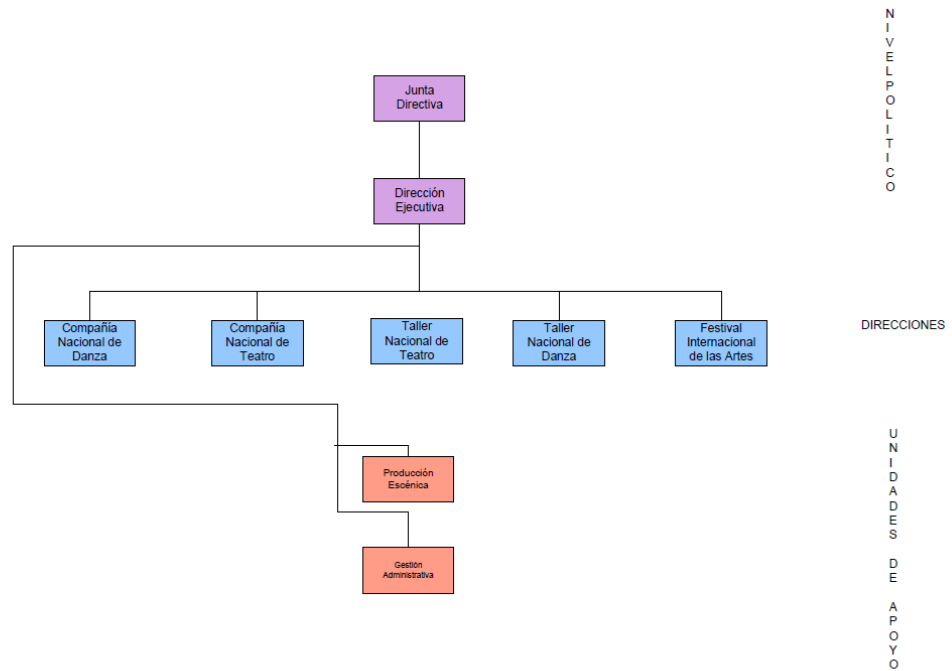 N
I
V
E
L
P
O
L
I
T
I
C
O
Junta
Directiva
Dirección
Ejecutiva
Compañía
Nacional de
Danza
Compañía
Nacional de
Teatro
Taller
Nacional de
Teatro
Taller
Nacional de
Danza
Festival
Internacional
de las Artes
DIRECCIONES
U
N
I
D
A
D
E
S
D
E
A
P
O
Y
O
Producción
Escénica
Gestión
Administrativa